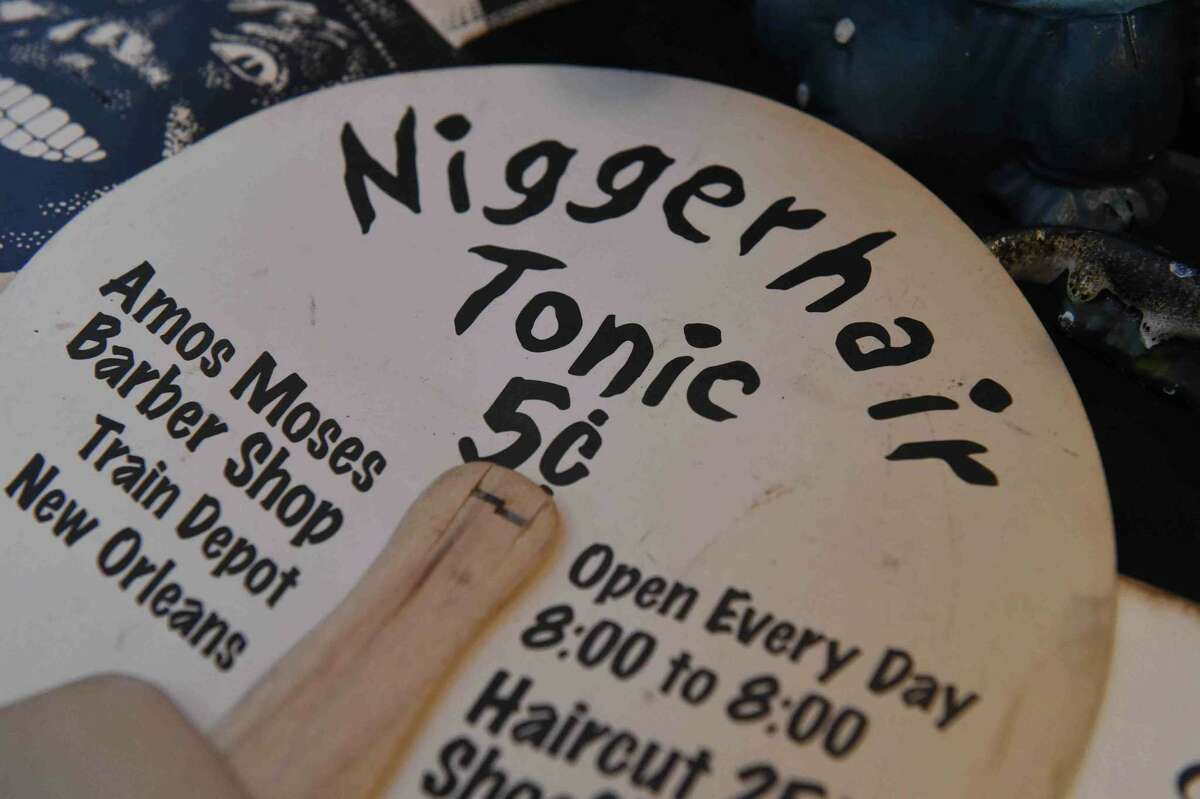 Niggerhair
Tonic
5¢
Amos Moses
Barber Shop
Train Depot
New Orleans
Open Every Day
8:00 to 8:00
Haircut